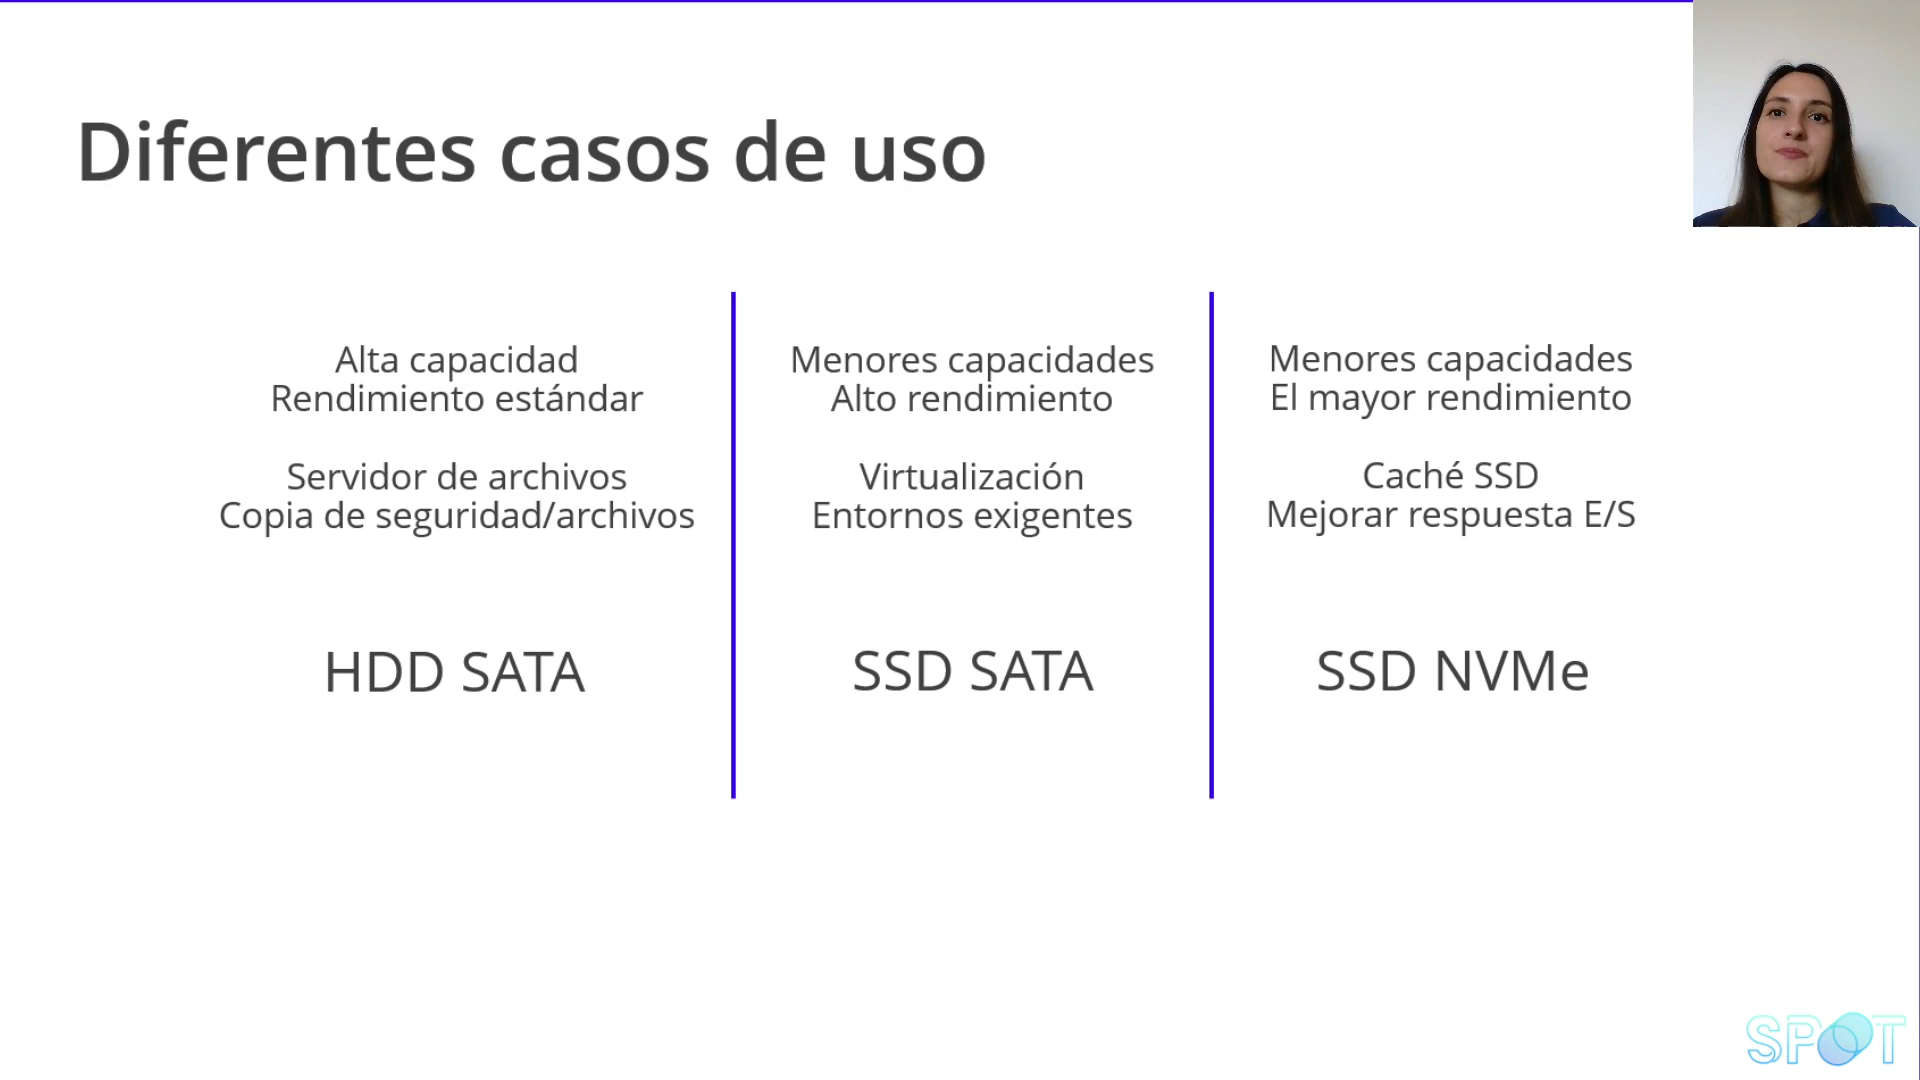 Diferentes casos de uso
Alta capacidad
Rendimiento estándar
Servidor de archivos
Copia de seguridad/archivos
HDD SATA
Menores capacidades
Alto rendimiento
Virtualización
Entornos exigentes
SSD SATA
Menores capacidades
El mayor rendimiento
Caché SSD
Mejorar respuesta E/S
SSD NVMe
SPOT